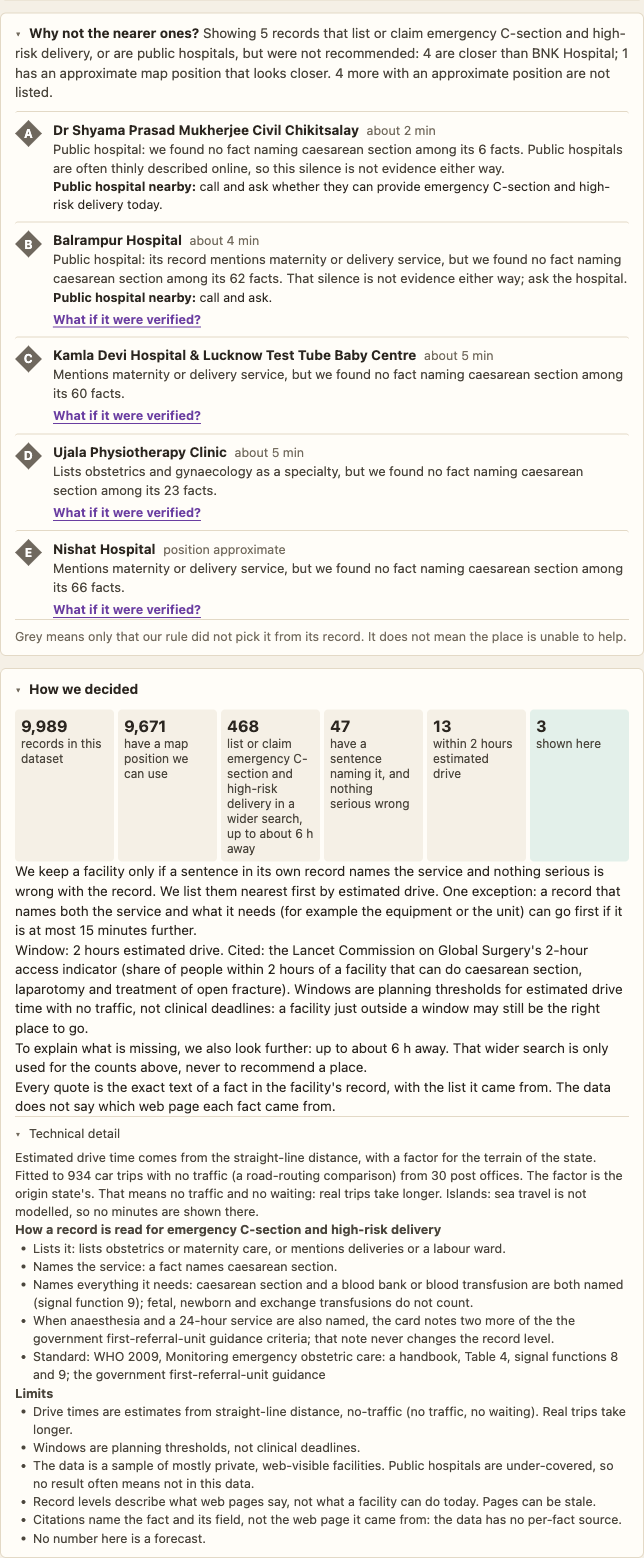 ▾ Why not the nearer ones? Showing 5 records that list or claim emergency C-section and high-
risk delivery, or are public hospitals, but were not recommended: 4 are closer than BNK Hospital; 1
has an approximate map position that looks closer. 4 more with an approximate position are not
listed.
A Dr Shyama Prasad Mukherjee Civil Chikitsalay about 2 min
Public hospital: we found no fact naming caesarean section among its 6 facts. Public hospitals
are often thinly described online, so this silence is not evidence either way.
Public hospital nearby: call and ask whether they can provide emergency C-section and high-
risk delivery today.
B Balrampur Hospital about 4 min
Public hospital: its record mentions maternity or delivery service, but we found no fact naming
caesarean section among its 62 facts. That silence is not evidence either way; ask the hospital.
Public hospital nearby: call and ask.
What if it were verified?
C Kamla Devi Hospital & Lucknow Test Tube Baby Centre about 5 min
Mentions maternity or delivery service, but we found no fact naming caesarean section among
its 60 facts.
What if it were verified?
D Ujala Physiotherapy Clinic about 5 min
Lists obstetrics and gynaecology as a specialty, but we found no fact naming caesarean
section among its 23 facts.
What if it were verified?
E Nishat Hospital position approximate
Mentions maternity or delivery service, but we found no fact naming caesarean section among
its 66 facts.
What if it were verified?
Grey means only that our rule did not pick it from its record. It does not mean the place is unable to help.
▾ How we decided
9,989
records in this
dataset
9,671
have a map
position we
can use
468
list or claim
emergency C-
section and
high-risk
delivery in a
wider search,
up to about 6 h
away
47
have a
sentence
naming it, and
nothing
serious wrong
13
within 2 hours
estimated
drive
3
shown here
We keep a facility only if a sentence in its own record names the service and nothing serious is
wrong with the record. We list them nearest first by estimated drive. One exception: a record that
names both the service and what it needs (for example the equipment or the unit) can go first if it
is at most 15 minutes further.
Window: 2 hours estimated drive. Cited: the Lancet Commission on Global Surgery's 2-hour
access indicator (share of people within 2 hours of a facility that can do caesarean section,
laparotomy and treatment of open fracture). Windows are planning thresholds for estimated drive
time with no traffic, not clinical deadlines: a facility just outside a window may still be the right
place to go.
To explain what is missing, we also look further: up to about 6 h away. That wider search is only
used for the counts above, never to recommend a place.
Every quote is the exact text of a fact in the facility's record, with the list it came from. The data
does not say which web page each fact came from.
▾ Technical detail
Estimated drive time comes from the straight-line distance, with a factor for the terrain of the state.
Fitted to 934 car trips with no traffic (a road-routing comparison) from 30 post offices. The factor is the
origin state's. That means no traffic and no waiting: real trips take longer. Islands: sea travel is not
modelled, so no minutes are shown there.
How a record is read for emergency C-section and high-risk delivery
• Lists it: lists obstetrics or maternity care, or mentions deliveries or a labour ward.
• Names the service: a fact names caesarean section.
• Names everything it needs: caesarean section and a blood bank or blood transfusion are both named
(signal function 9); fetal, newborn and exchange transfusions do not count.
• When anaesthesia and a 24-hour service are also named, the card notes two more of the the
government first-referral-unit guidance criteria; that note never changes the record level.
• Standard: WHO 2009, Monitoring emergency obstetric care: a handbook, Table 4, signal functions 8
and 9; the government first-referral-unit guidance
Limits
• Drive times are estimates from straight-line distance, no-traffic (no traffic, no waiting). Real trips take
longer.
• Windows are planning thresholds, not clinical deadlines.
• The data is a sample of mostly private, web-visible facilities. Public hospitals are under-covered, so
no result often means not in this data.
• Record levels describe what web pages say, not what a facility can do today. Pages can be stale.
• Citations name the fact and its field, not the web page it came from: the data has no per-fact source.
• No number here is a forecast.